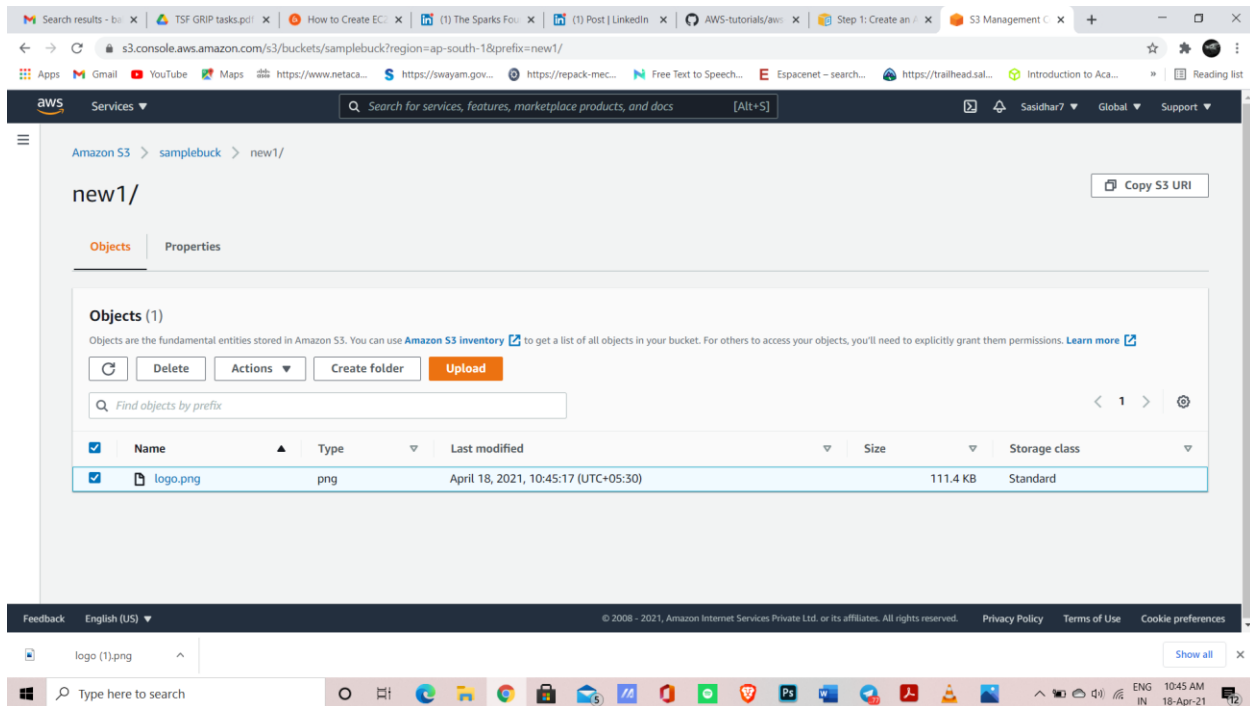 Search results - ba
TSF GRIP tasks.pdf
How to Create EC2
(1) The Sparks Fou
(1) Post | LinkedIn
AWS-tutorials/aws
Step 1: Create an A
S3 Management C
s3.console.aws.amazon.com/s3/buckets/samplebuck?region=ap-south-1&prefix=new1/
Apps Gmail YouTube Maps https://www.netaca... https://swayam.gov... https://repack-mec... Free Text to Speech... Espacenet – search... https://trailhead.sal... Introduction to Aca... » Reading list
aws Services ▼ Search for services, features, marketplace products, and docs [Alt+S] Sasidhar7 ▼ Global ▼ Support ▼
Amazon S3 > samplebuck > new1/
new1/
Copy S3 URI
Objects Properties
Objects (1)
Objects are the fundamental entities stored in Amazon S3. You can use Amazon S3 inventory to get a list of all objects in your bucket. For others to access your objects, you'll need to explicitly grant them permissions. Learn more
Delete Actions ▼ Create folder Upload
Find objects by prefix
< 1 >
Name ▲ Type Last modified Size Storage class
logo.png png April 18, 2021, 10:45:17 (UTC+05:30) 111.4 KB Standard
Feedback English (US) ▼ © 2008 - 2021, Amazon Internet Services Private Ltd. or its affiliates. All rights reserved. Privacy Policy Terms of Use Cookie preferences
logo (1).png
Show all
Type here to search
5
Ps
ENG
IN
10:45 AM
18-Apr-21
12